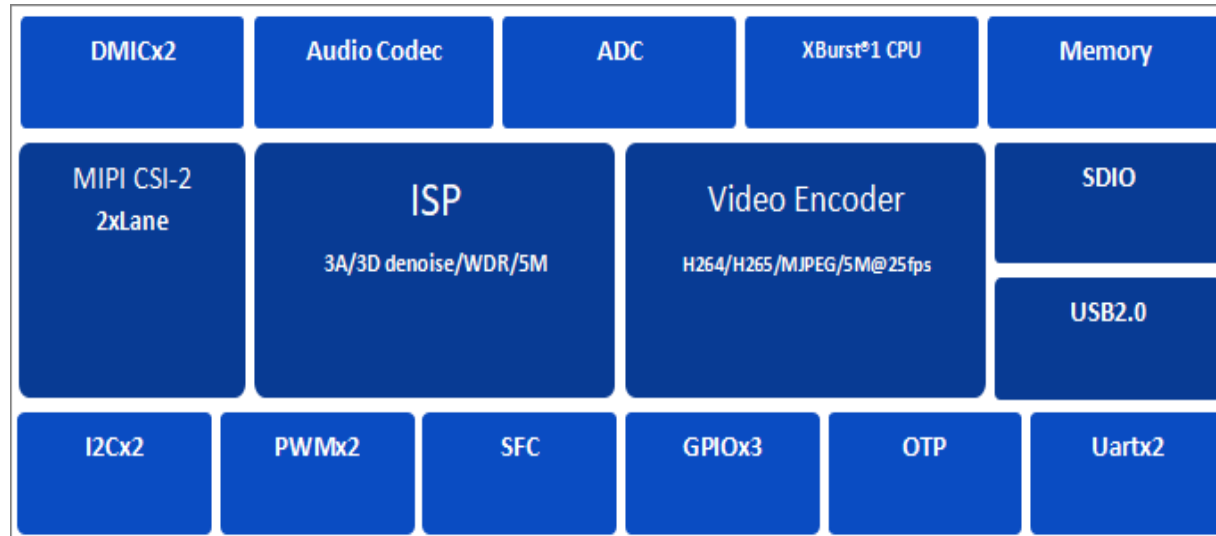 DMICx2
Audio Codec
ADC
XBurst®1 CPU
Memory
MIPI CSI-2
2xLane
ISP
3A/3D denoise/WDR/5M
Video Encoder
H264/H265/MJPEG/5M@25fps
SDIO
USB2.0
I2Cx2
PWMx2
SFC
GPIOx3
OTP
Uartx2